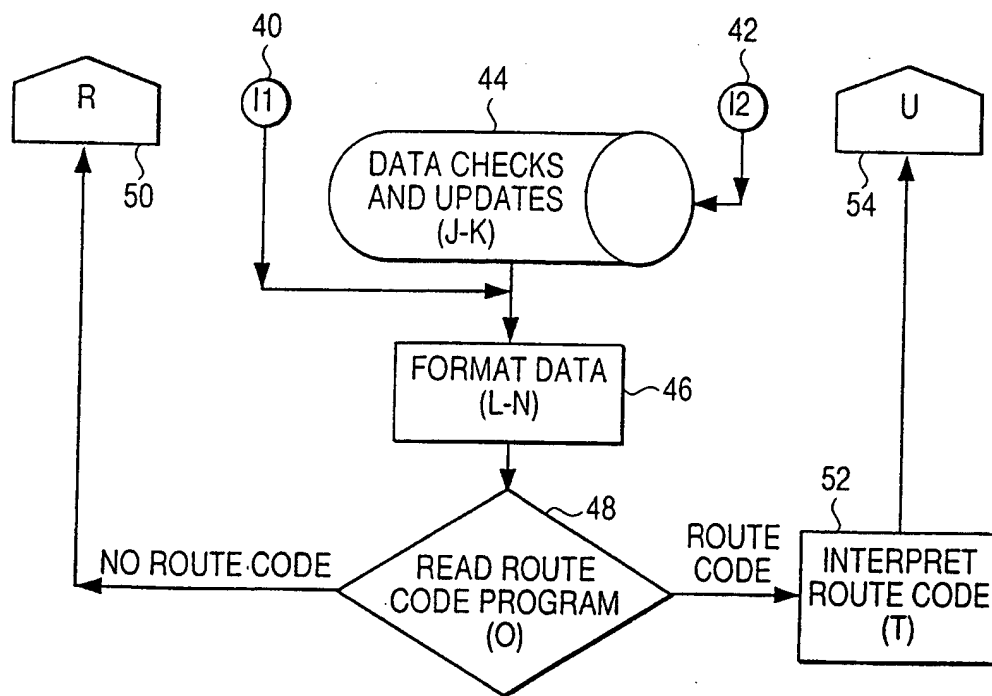 40
42
R
I1
44
I2
U
50
DATA CHECKS
AND UPDATES
(J-K)
54
FORMAT DATA
(L-N)
46
48
52
NO ROUTE CODE
READ ROUTE
CODE PROGRAM
(O)
ROUTE
CODE
INTERPRET
ROUTE CODE
(T)